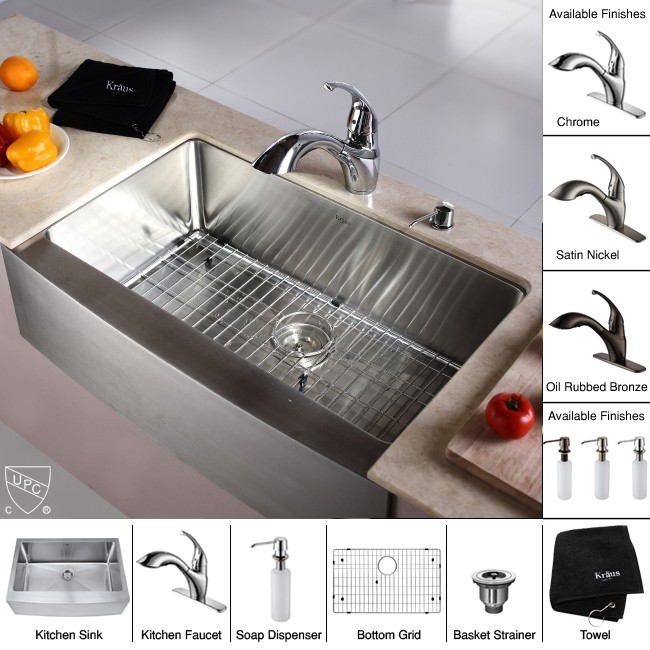 Available Finishes
Kraus
Chrome
Satin Nickel
Oil Rubbed Bronze
Available Finishes
UPC
C ®
Kitchen Sink
Kitchen Faucet
Soap Dispenser
Bottom Grid
Basket Strainer
Kraus
Towel